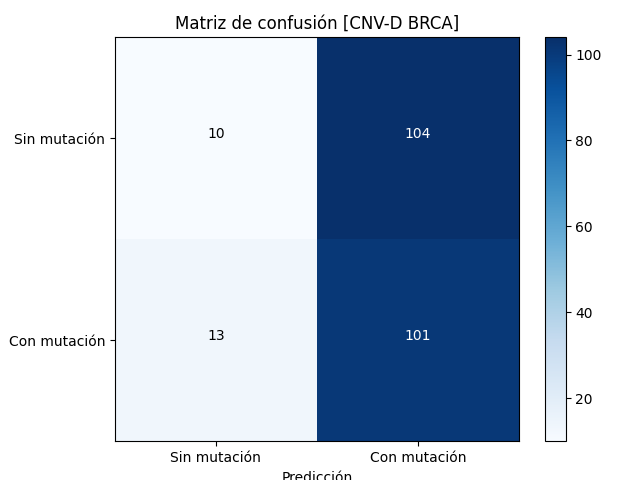 Matriz de confusión [CNV-D BRCA]
Sin mutación
10
104
Con mutación
13
101
Sin mutación
Con mutación
Predicción
100
80
60
40
20